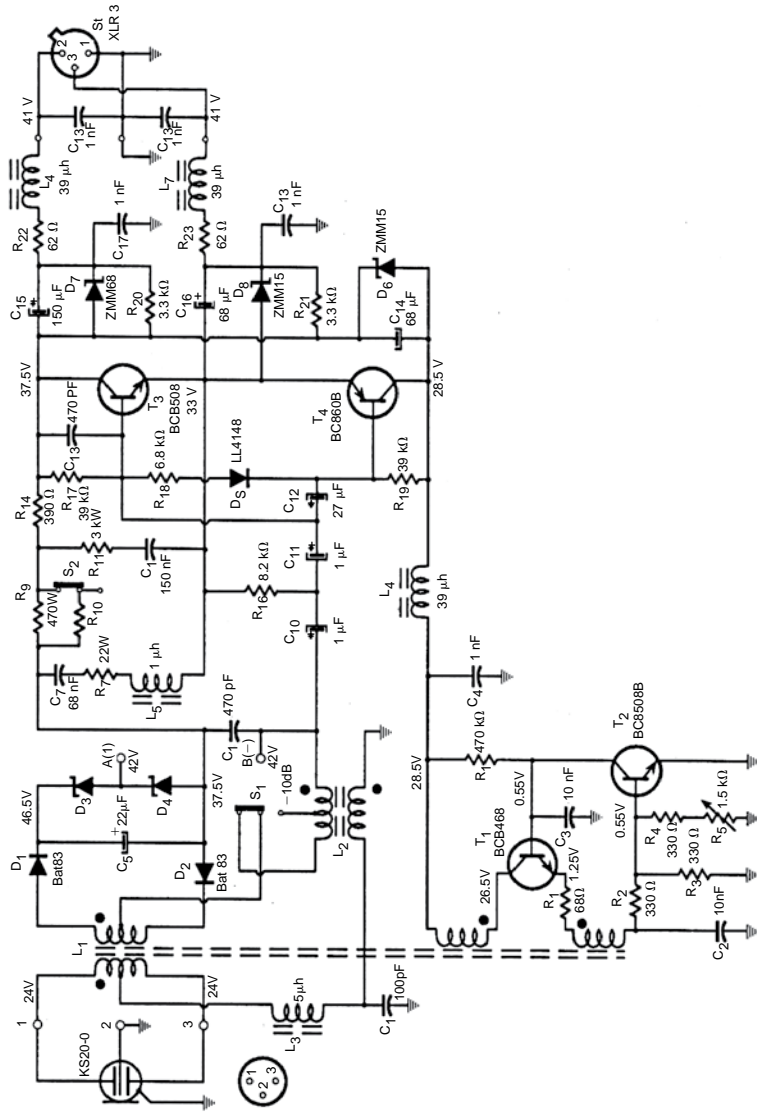 KS20-0
1
2
3
24V
24V
1
2
3
L1
D1
Bat83
D2
Bat 83
46.5V
37.5V
C5
+
22μF
D3
D4
A(1)
42V
C1
470 pF
B(−)
42V
S1
−10dB
L2
L3
5μh
C1
100pF
C7
68 nF
R7
22W
L5
1 μh
R9
470W
R10
S2
R11
3 kW
C1
150 nF
R14
390 Ω
R17
39 kΩ
C13
470 PF
R18
6.8 kΩ
DS
LL4148
R16
8.2 kΩ
C10
+
1 μF
C11
+
1 μF
C12
+
27 μF
R19
39 kΩ
37.5V
T3
BCB508
33 V
T4
BC860B
28.5 V
C15
+
150 μF
D7
ZMM68
R20
3.3 kΩ
C16
+
68 μF
D8
ZMM15
R21
3.3 kΩ
D6
ZMM15
C14
68 μF
R22
62 Ω
C17
1 nF
R23
62 Ω
C13
1 nF
L4
39 μh
L7
39 μh
41 V
C13
1 nF
C13
1 nF
41 V
St
XLR 3
2
3
1
L4
39 μh
28.5V
C4
1 nF
R1
470 kΩ
0.55V
C3
10 nF
T1
BCB468
26.5V
1.25V
R1
68Ω
T2
BC8508B
0.55V
R2
330 Ω
R3
330 Ω
R4
330 Ω
R5
1.5 kΩ
C2
10nF